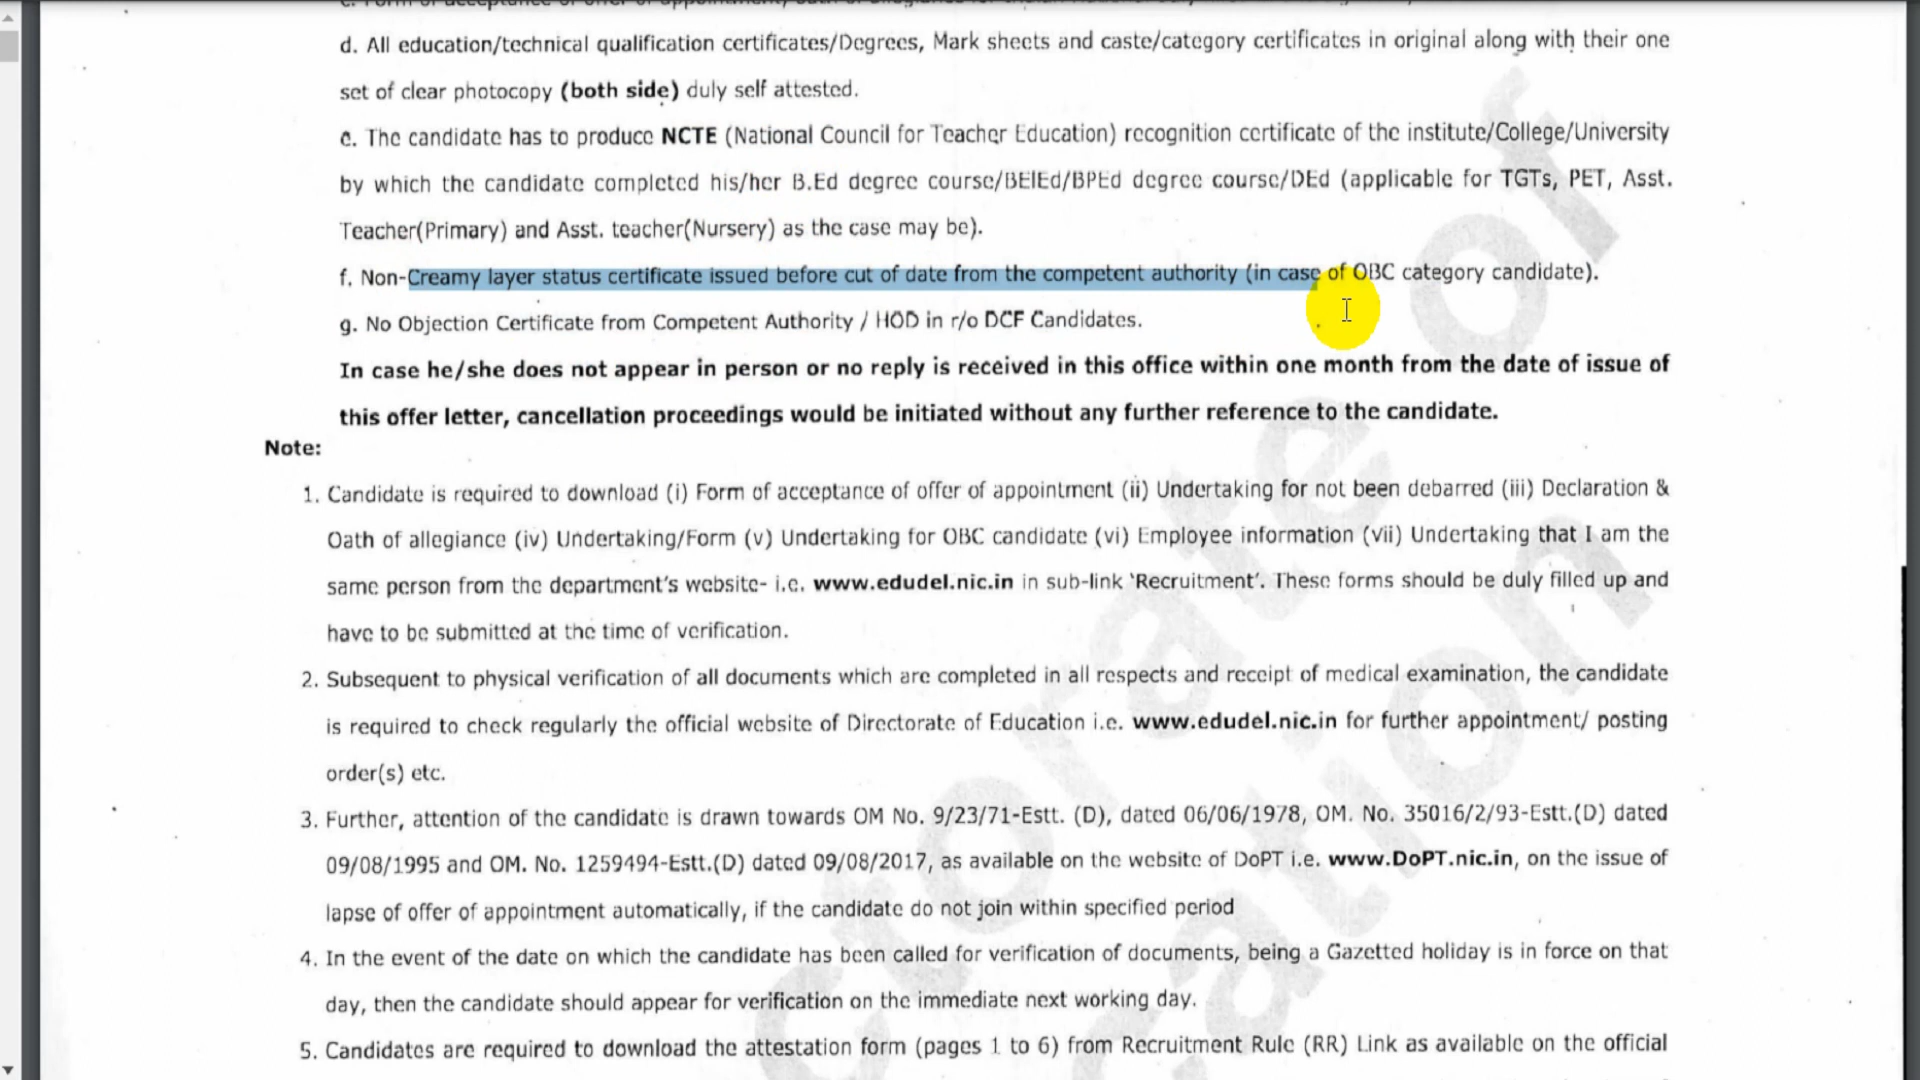 d. All education/technical qualification certificates/Degrees, Mark sheets and caste/category certificates in original along with their one
set of clear photocopy (both side) duly self attested.
e. The candidate has to produce NCTE (National Council for Teacher Education) recognition certificate of the institute/College/University
by which the candidate completed his/her B.Ed degree course/BElEd/BPEd degree course/DEd (applicable for TGTs, PET, Asst.
Teacher(Primary) and Asst. teacher(Nursery) as the case may be).
f. Non-Creamy layer status certificate issued before cut of date from the competent authority (in case of OBC category candidate).
g. No Objection Certificate from Competent Authority / HOD in r/o DCF Candidates.
In case he/she does not appear in person or no reply is received in this office within one month from the date of issue of
this offer letter, cancellation proceedings would be initiated without any further reference to the candidate.
Note:
1. Candidate is required to download (i) Form of acceptance of offer of appointment (ii) Undertaking for not been debarred (iii) Declaration &
Oath of allegiance (iv) Undertaking/Form (v) Undertaking for OBC candidate (vi) Employee information (vii) Undertaking that I am the
same person from the department's website- i.e. www.edudel.nic.in in sub-link 'Recruitment'. These forms should be duly filled up and
have to be submitted at the time of verification.
2. Subsequent to physical verification of all documents which are completed in all respects and receipt of medical examination, the candidate
is required to check regularly the official website of Directorate of Education i.e. www.edudel.nic.in for further appointment/ posting
order(s) etc.
3. Further, attention of the candidate is drawn towards OM No. 9/23/71-Estt. (D), dated 06/06/1978, OM. No. 35016/2/93-Estt.(D) dated
09/08/1995 and OM. No. 1259494-Estt.(D) dated 09/08/2017, as available on the website of DoPT i.e. www.DoPT.nic.in, on the issue of
lapse of offer of appointment automatically, if the candidate do not join within specified period
4. In the event of the date on which the candidate has been called for verification of documents, being a Gazetted holiday is in force on that
day, then the candidate should appear for verification on the immediate next working day.
5. Candidates are required to download the attestation form (pages 1 to 6) from Recruitment Rule (RR) Link as available on the official